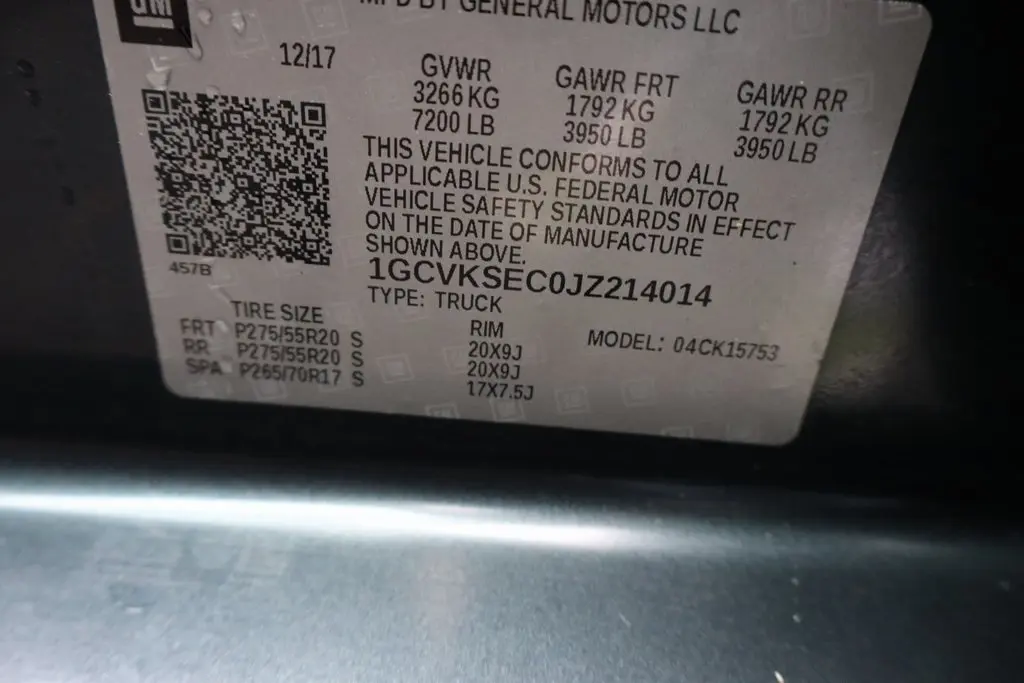 GM
MFD BY GENERAL MOTORS LLC
12/17
GVWR
3266 KG
7200 LB
GAWR FRT
1792 KG
3950 LB
GAWR RR
1792 KG
3950 LB
THIS VEHICLE CONFORMS TO ALL
APPLICABLE U.S. FEDERAL MOTOR
VEHICLE SAFETY STANDARDS IN EFFECT
ON THE DATE OF MANUFACTURE
SHOWN ABOVE.
457B
1GCVKSEC0JZ214014
TYPE: TRUCK
TIRE SIZE RIM MODEL: 04CK15753
FRT P275/55R20 S 20X9J
RR P275/55R20 S 20X9J
SPA P265/70R17 S 17X7.5J